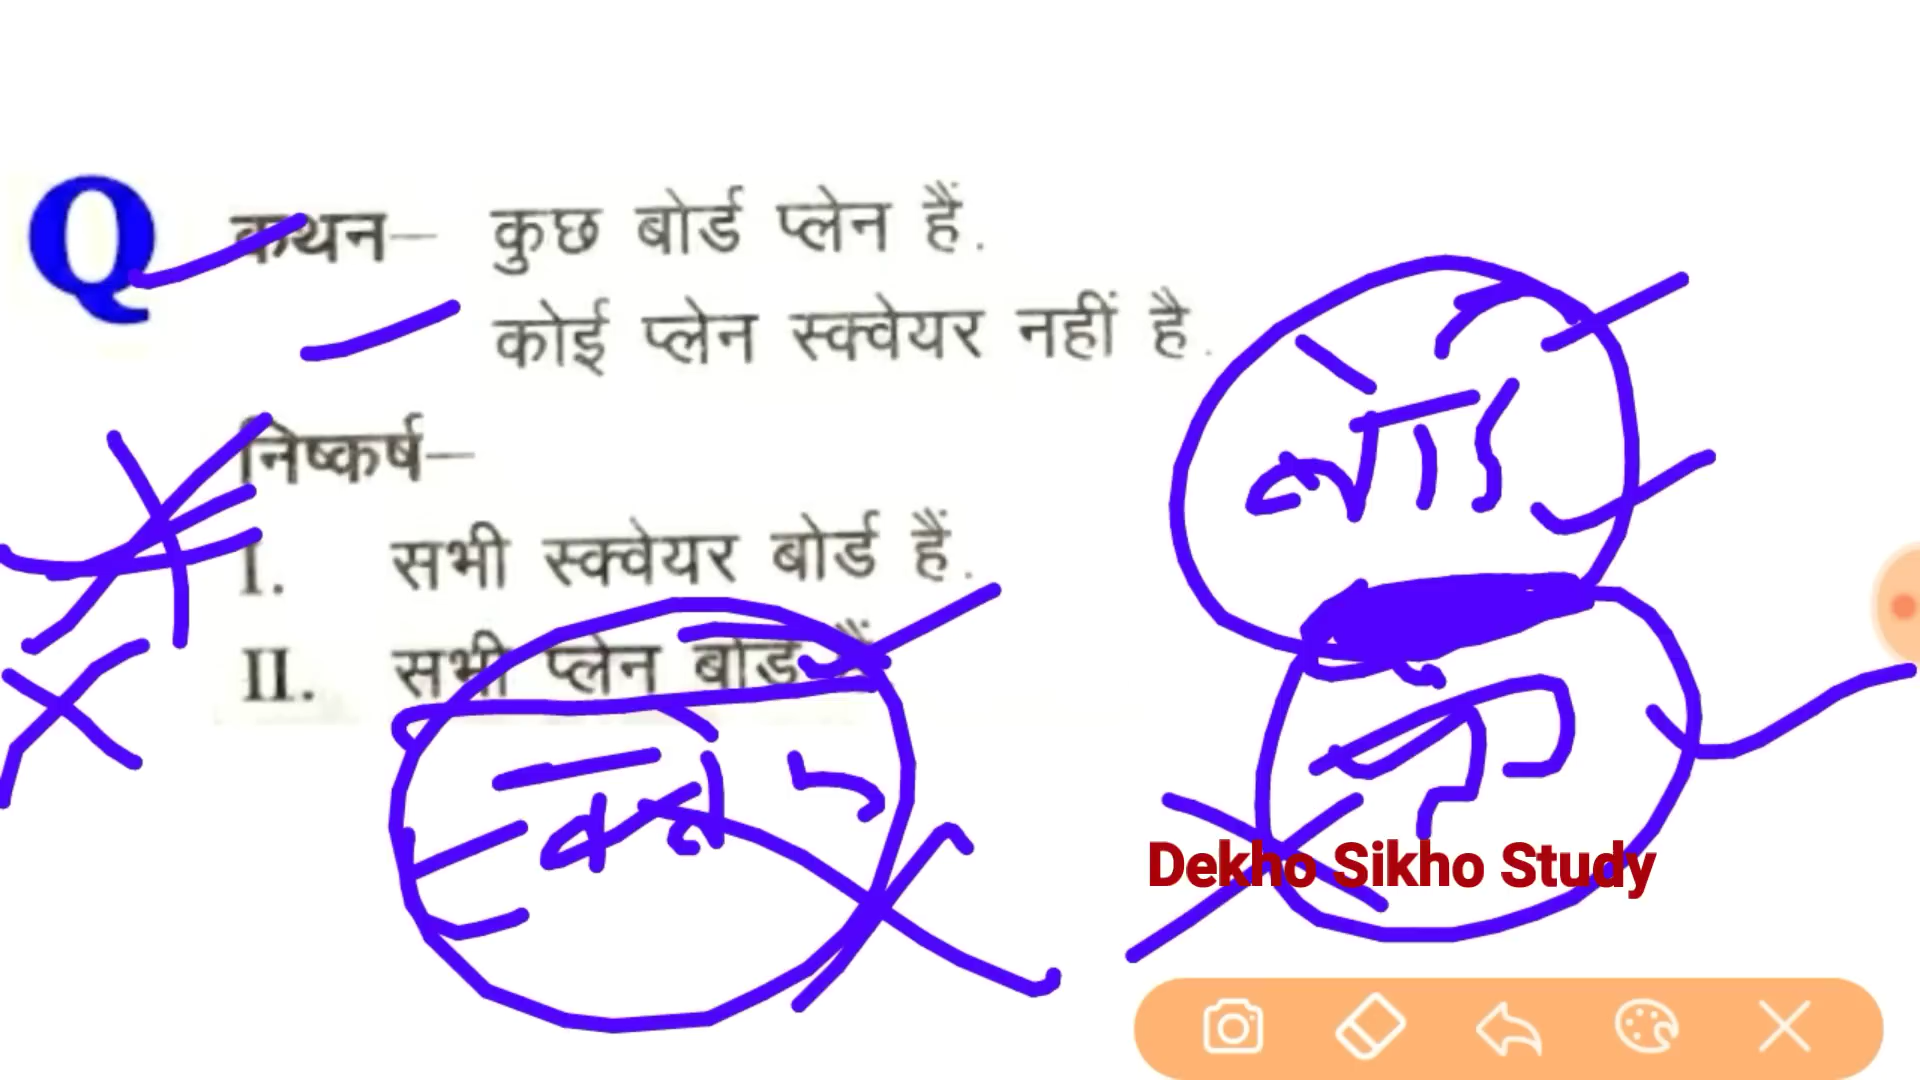 Q कथन– कुछ बोर्ड प्लेन हैं.
कोई प्लेन स्क्वेयर नहीं है.
निष्कर्ष–
I. सभी स्क्वेयर बोर्ड हैं.
II. सभी प्लेन बोर्ड हैं
Dekho Sikho Study